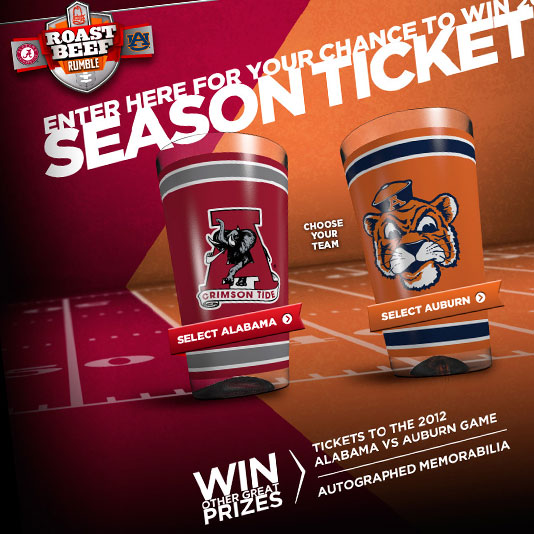 ROAST
BEEF
RUMBLE
ENTER HERE FOR YOUR CHANCE TO WIN 2
SEASON TICKET
CHOOSE
YOUR
TEAM
A
CRIMSON TIDE
SELECT ALABAMA
SELECT AUBURN
WIN
OTHER GREAT
PRIZES
TICKETS TO THE 2012
ALABAMA VS AUBURN GAME
AUTOGRAPHED MEMORABILIA